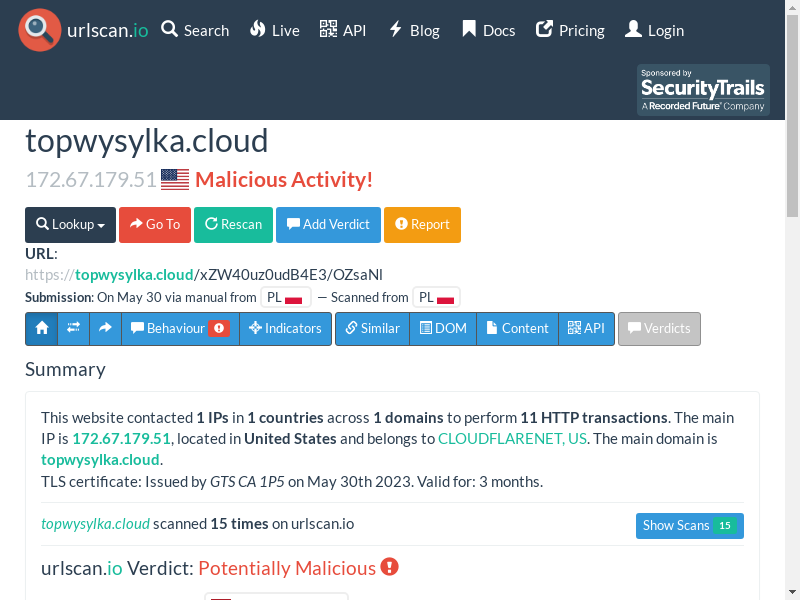 urlscan.io Search Live API Blog Docs Pricing Login
Sponsored by
SecurityTrails
A Recorded Future® Company
topwysylka.cloud
172.67.179.51 Malicious Activity!
Lookup Go To Rescan Add Verdict Report
URL:
https://topwysylka.cloud/xZW40uz0udB4E3/OZsaNl
Submission: On May 30 via manual from PL — Scanned from PL
Behaviour Indicators Similar DOM Content API Verdicts
Summary
This website contacted 1 IPs in 1 countries across 1 domains to perform 11 HTTP transactions. The main
IP is 172.67.179.51, located in United States and belongs to CLOUDFLARENET, US. The main domain is
topwysylka.cloud.
TLS certificate: Issued by GTS CA 1P5 on May 30th 2023. Valid for: 3 months.
topwysylka.cloud scanned 15 times on urlscan.io Show Scans 15
urlscan.io Verdict: Potentially Malicious